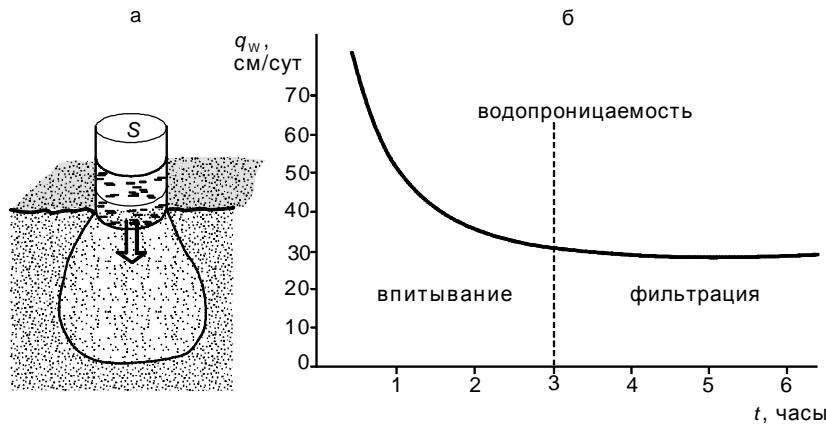 а
S
б
q_w,
см/сут
70
60
50
40
30
20
10
0
водопроницаемость
впитывание
фильтрация
1 2 3 4 5 6
t, часы